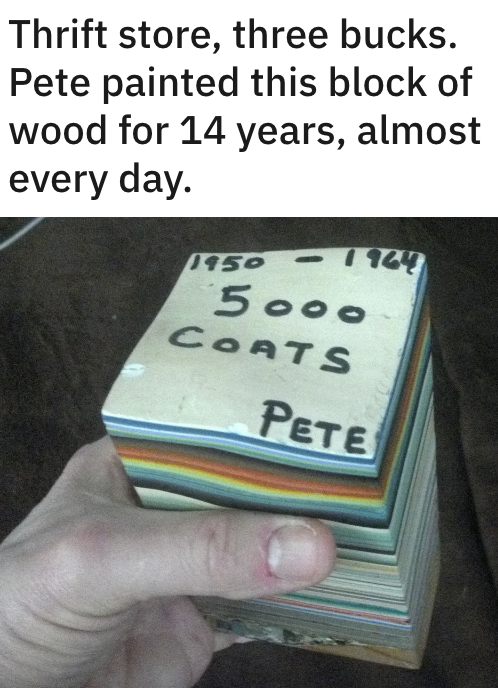 Thrift store, three bucks.
Pete painted this block of
wood for 14 years, almost
every day.
1950 - 1964
5000
COATS
PETE